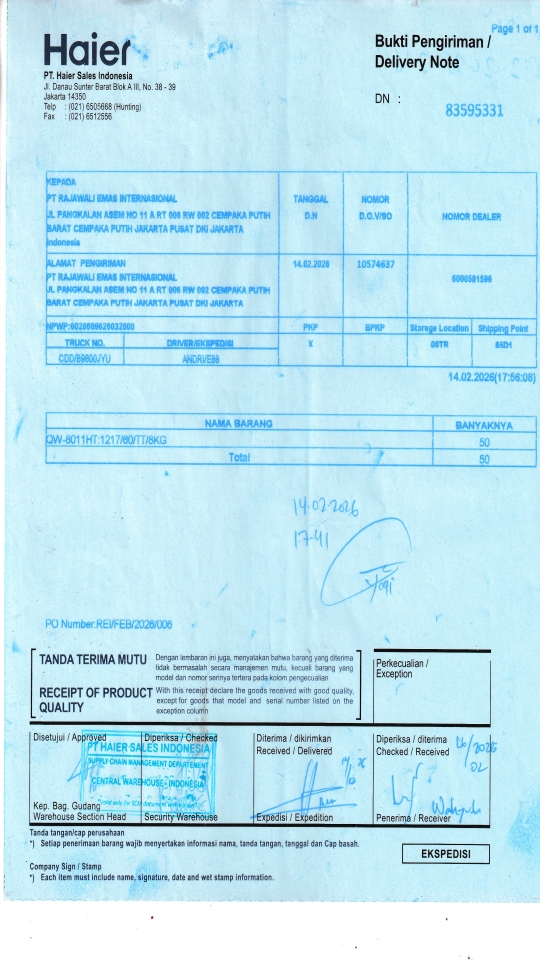 Page 1 of 1
Haier
Bukti Pengiriman /
Delivery Note
PT. Haier Sales Indonesia
Jl. Danau Sunter Barat Blok A III, No. 38 - 39
Jakarta 14350
Telp : (021) 6505668 (Hunting)
Fax : (021) 6512556
DN :
83595331
KEPADA
PT RAJAWALI EMAS INTERNASIONAL
JL PANGKALAN ASEM NO 11 A RT 006 RW 002 CEMPAKA PUTIH
BARAT CEMPAKA PUTIH JAKARTA PUSAT DKI JAKARTA
Indonesia
TANGGAL
D.N
NOMOR
D.O.V/SO
NOMOR DEALER
ALAMAT PENGIRIMAN
PT RAJAWALI EMAS INTERNASIONAL
JL PANGKALAN ASEM NO 11 A RT 006 RW 002 CEMPAKA PUTIH
BARAT CEMPAKA PUTIH JAKARTA PUSAT DKI JAKARTA
14.02.2026
10574637
PKP BPKP Storege Location Shipping Point
TRUCK NO. DRIVER/EKSPEDISI X
14.02.2026(17:56:06)
NAMA BARANG BANYAKNYA
QW-8011HT:1217/60/TT/8KG 50
Total 50
14.02.2026
17.41
Yogi
PO Number:REI/FEB/2026/006
TANDA TERIMA MUTU
Dengan lembaran ini juga, menyatakan bahwa barang yang diterima
tidak bermasalah secara manajemen mutu, kecuali barang yang
model dan nomor serinya tertera pada kolom pengecualian
RECEIPT OF PRODUCT
QUALITY
With this receipt declare the goods received with good quality,
except for goods that model and serial number listed on the
exception column
Perkecualian /
Exception
Disetujui / Approved
Diperiksa / Checked
Diterima / dikirimkan
Received / Delivered
Diperiksa / diterima
Checked / Received
PT HAIER SALES INDONESIA
SUPPLY CHAIN MANAGEMENT DEPARTEMENT
CENTRAL WAREHOUSE - INDONESIA
Kep. Bag. Gudang
Warehouse Section Head
Security Warehouse
Expedisi / Expedition
Penerima / Receiver
Tanda tangan/cap perusahaan
*) Setiap penerimaan barang wajib menyertakan informasi nama, tanda tangan, tanggal dan Cap basah.
EKSPEDISI
Company Sign / Stamp
*) Each item must include name, signature, date and wet stamp information.